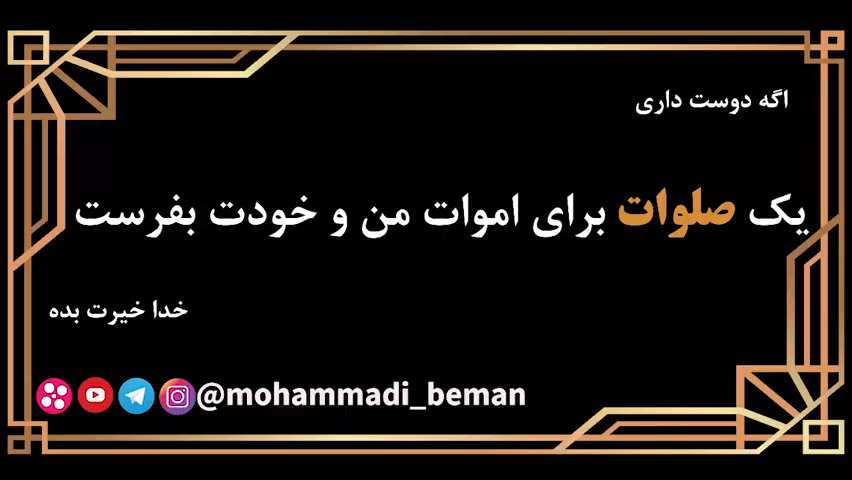 اگه دوست داری
یک صلوات برای اموات من و خودت بفرست
خدا خیرت بده
@mohammadi_beman